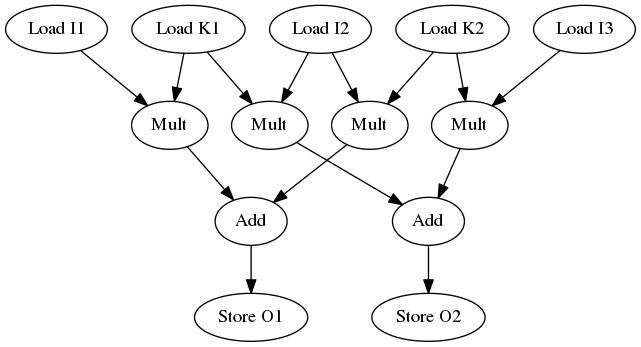 Load I1
Load K1
Load I2
Load K2
Load I3
Mult
Mult
Mult
Mult
Add
Add
Store O1
Store O2